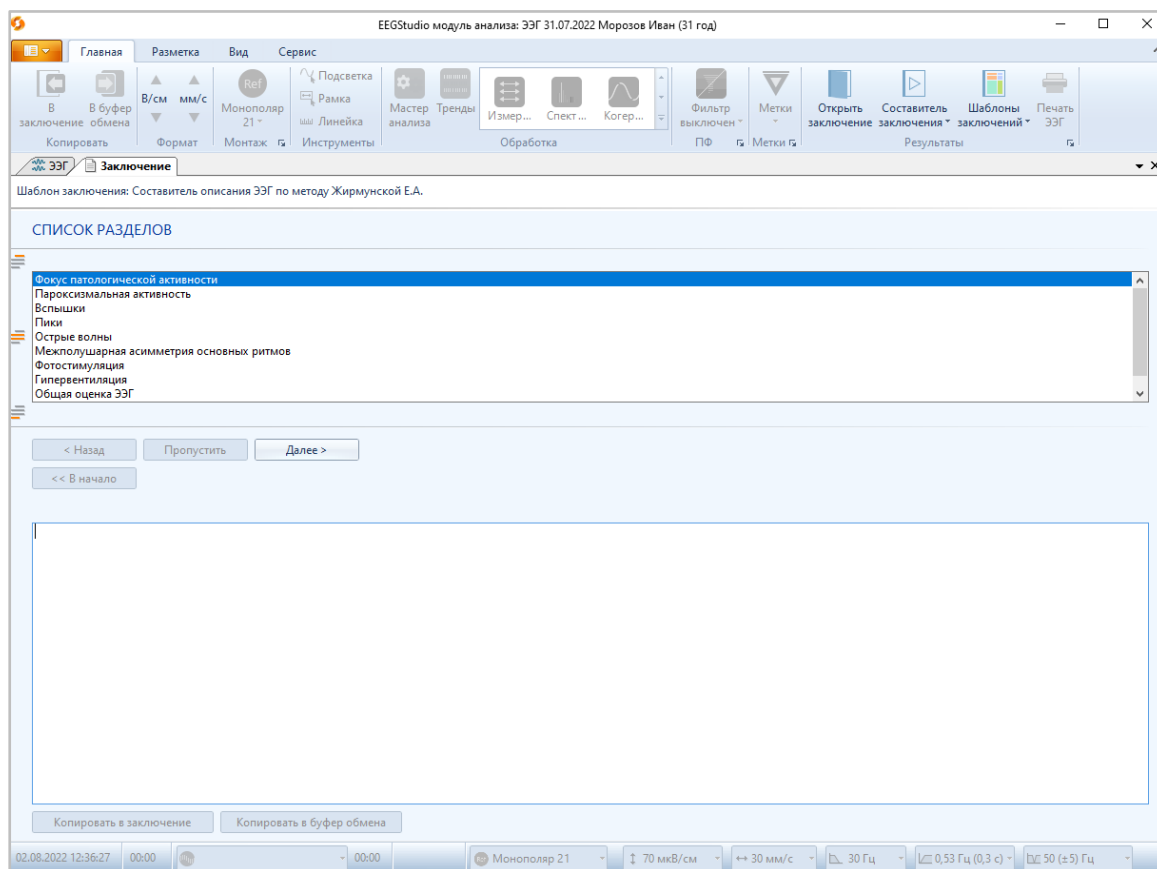 EEGStudio модуль анализа: ЭЭГ 31.07.2022 Морозов Иван (31 год)
Главная Разметка Вид Сервис
В заключение
В буфер обмена
Копировать
В/см мм/с
Формат
Ref
Монополяр 21
Монтаж
Подсветка
Рамка
Линейка
Инструменты
Мастер анализа
Тренды
Измер... Спект... Когер...
Обработка
Фильтр выключен
ПФ
Метки
Метки
Открыть заключение
Составитель заключения
Шаблоны заключений
Печать ЭЭГ
Результаты
ЭЭГ Заключение
Шаблон заключения: Составитель описания ЭЭГ по методу Жирмунской Е.А.
СПИСОК РАЗДЕЛОВ
Фокус патологической активности
Пароксизмальная активность
Вспышки
Пики
Острые волны
Межполушарная асимметрия основных ритмов
Фотостимуляция
Гипервентиляция
Общая оценка ЭЭГ
< Назад Пропустить Далее >
<< В начало
Копировать в заключение Копировать в буфер обмена
02.08.2022 12:36:27 00:00 00:00 Монополяр 21 70 мкВ/см 30 мм/с 30 Гц 0,53 Гц (0,3 с) 50 (±5) Гц